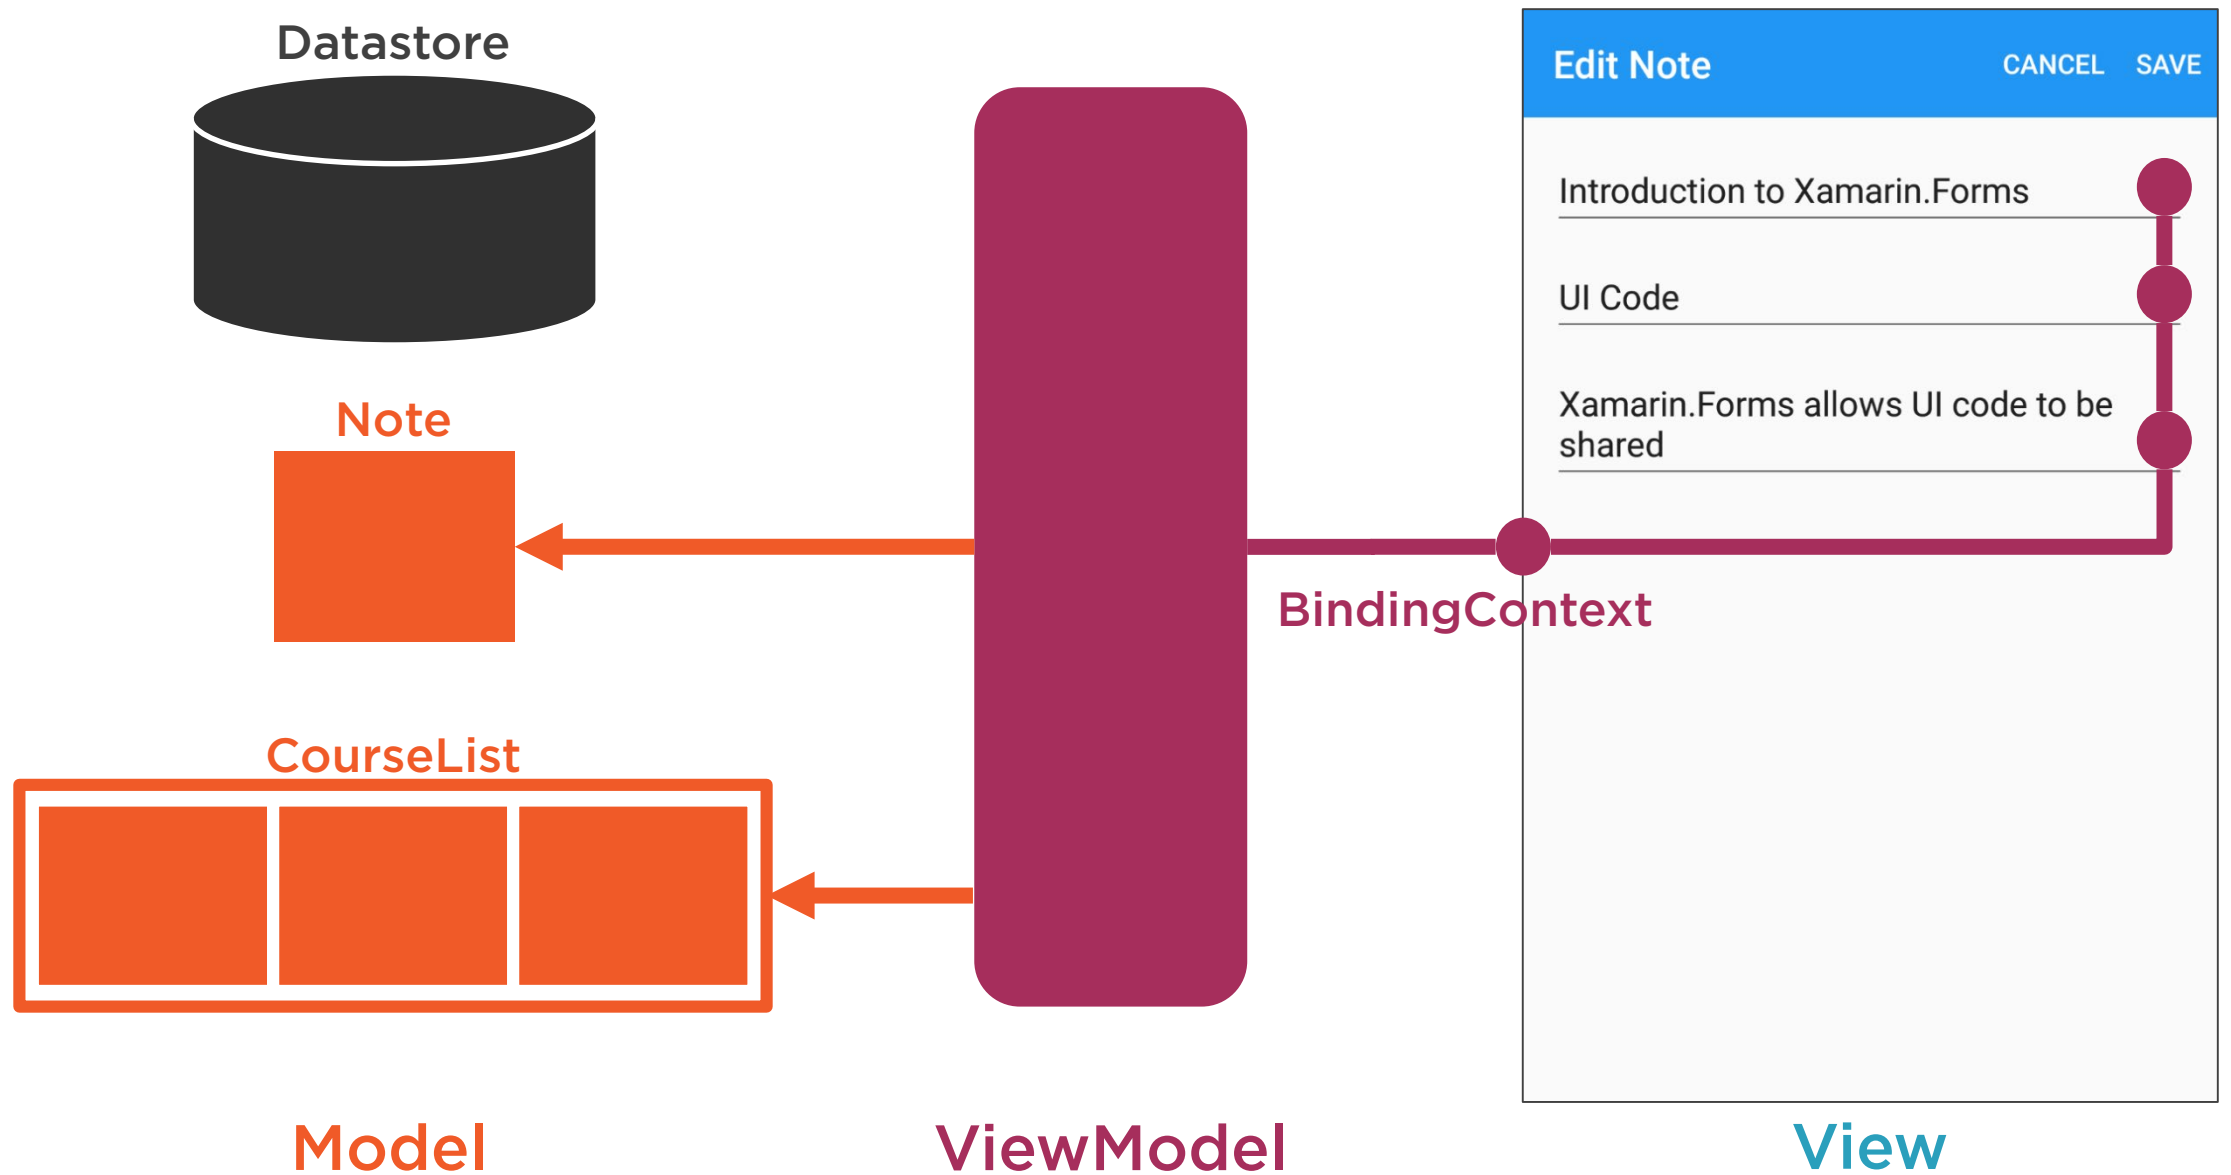 Datastore
Note
CourseList
Model
ViewModel
BindingContext
Edit Note CANCEL SAVE
Introduction to Xamarin.Forms
UI Code
Xamarin.Forms allows UI code to be
shared
View